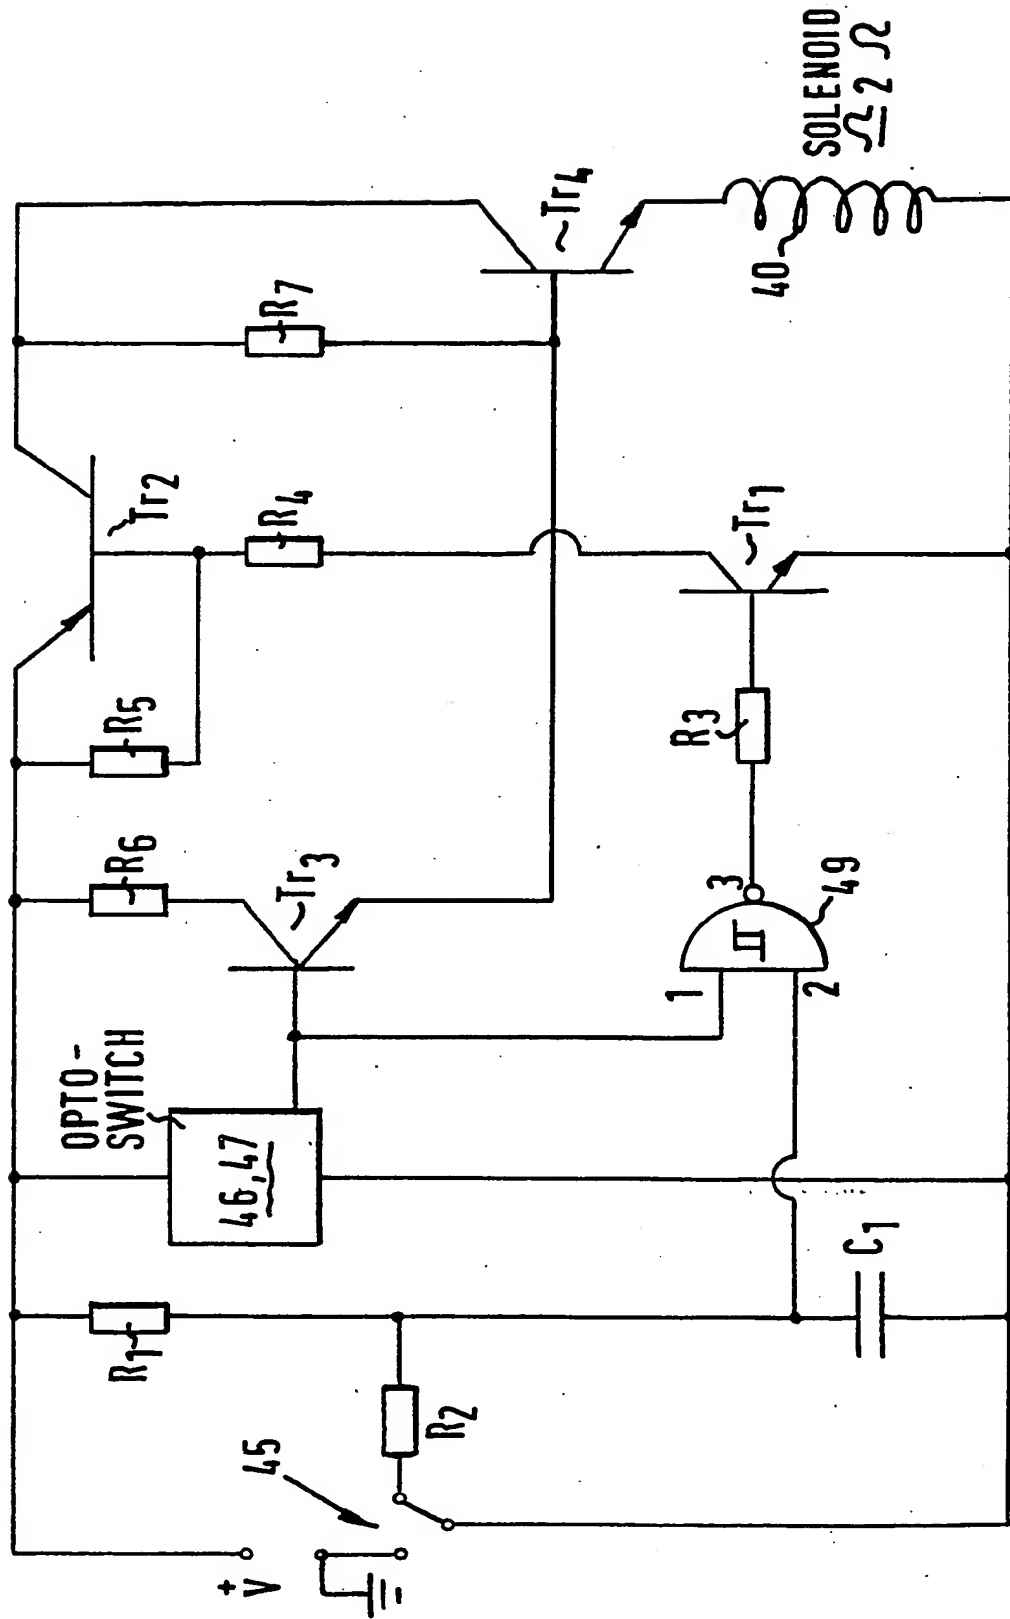 +
V
45
R1
R2
C1
OPTO-
SWITCH
46,47
R6
Tr3
R5
Tr2
R4
R7
1
2
3
II
49
R3
Tr1
~Tr4
40
SOLENOID
Ω 2 Ω